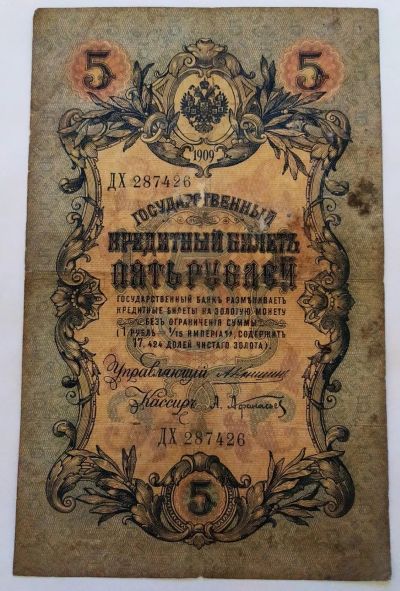 5 5
1909
ДХ 287426
ГОСУДАРСТВЕННЫЙ
КРЕДИТНЫЙ БИЛЕТЪ
ПЯТЬ РУБЛЕЙ
ГОСУДАРСТВЕННЫЙ БАНКЪ РАЗМѢНИВАЕТЪ
КРЕДИТНЫЕ БИЛЕТЫ НА ЗОЛОТУЮ МОНЕТУ
БЕЗЪ ОГРАНИЧЕНІЯ СУММЫ
(1 РУБЛЬ = 1/15 ИМПЕРІАЛА, СОДЕРЖИТЪ
17,424 ДОЛЕЙ ЧИСТАГО ЗОЛОТА).
Управляющій
Кассиръ А. Афанасьев
ДХ 287426
5